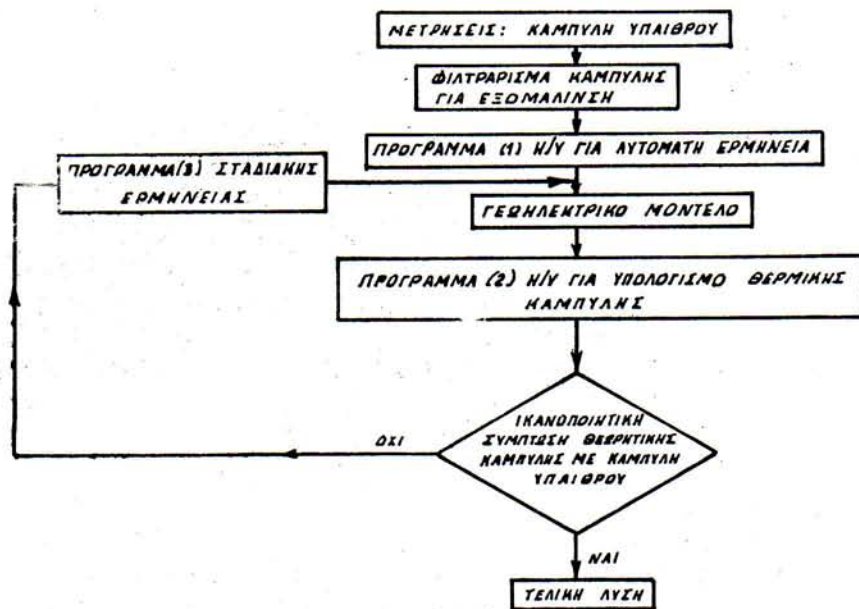 ΜΕΤΡΗΣΕΙΣ: ΚΑΜΠΥΛΗ ΥΠΑΙΘΡΟΥ
ΦΙΛΤΡΑΡΙΣΜΑ ΚΑΜΠΥΛΗΣ
ΓΙΑ ΕΞΟΜΑΛΙΝΣΗ
ΠΡΟΓΡΑΜΜΑ (1) Η/Υ ΓΙΑ ΑΥΤΟΜΑΤΗ ΕΡΜΗΝΕΙΑ
ΠΡΟΓΡΑΜΜΑ(3) ΣΤΑΔΙΑΚΗΣ
ΕΡΜΗΝΕΙΑΣ
ΓΕΩΗΛΕΚΤΡΙΚΟ ΜΟΝΤΕΛΟ
ΠΡΟΓΡΑΜΜΑ (2) Η/Υ ΓΙΑ ΥΠΟΛΟΓΙΣΜΟ ΘΕΡΜΙΚΗΣ
ΚΑΜΠΥΛΗΣ
ΙΚΑΝΟΠΟΙΗΤΙΚΗ
ΣΥΜΠΤΩΣΗ ΘΕΩΡΗΤΙΚΗΣ
ΚΑΜΠΥΛΗΣ ΜΕ ΚΑΜΠΥΛΗ
ΥΠΑΙΘΡΟΥ
ΟΧΙ
ΝΑΙ
ΤΕΛΙΚΗ ΛΥΣΗ